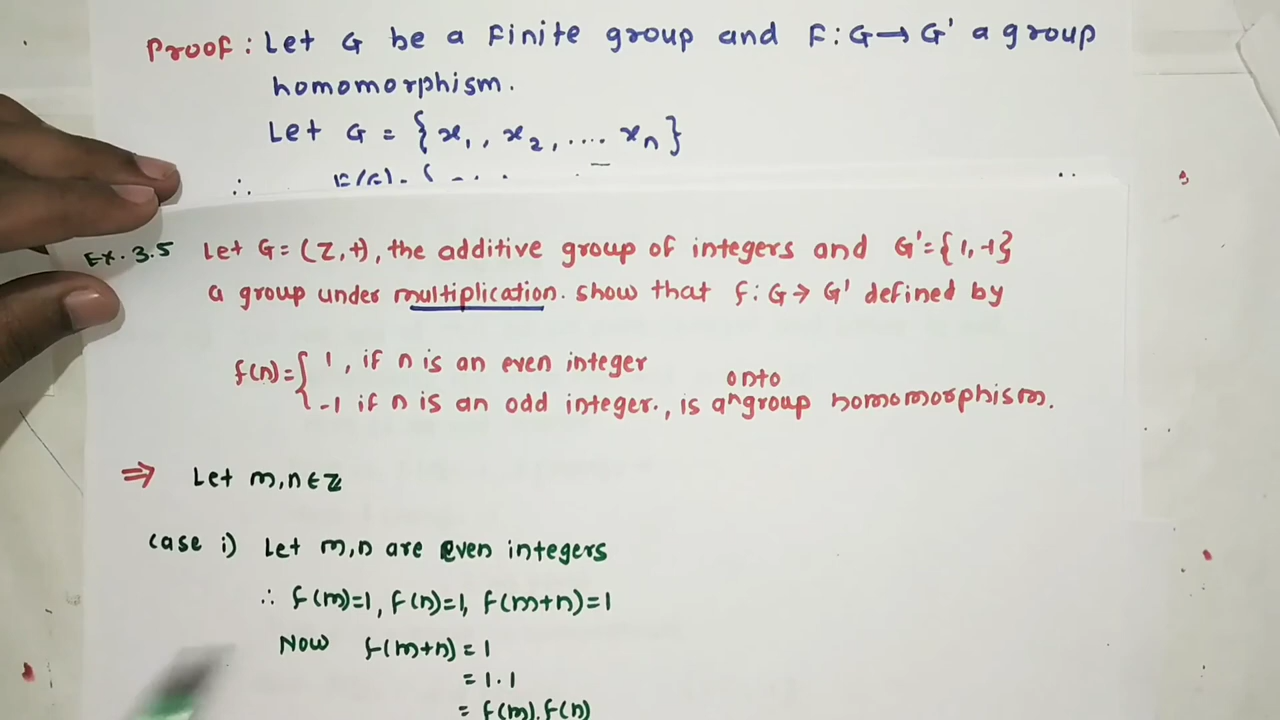 Proof: Let G be a Finite group and F: G→G' a group
homomorphism.
Let G = {x₁, x₂, .... xₙ}
∴
Ex. 3.5 Let G=(Z,+), the additive group of integers and G'={1,-1}
a group under multiplication. show that f: G→G' defined by
f(n)={ 1, if n is an even integer
-1 if n is an odd integer., is an onto group homomorphism.
⇒ Let m,n∈Z
Case i) Let m,n are even integers
∴ f(m)=1, f(n)=1, f(m+n)=1
Now f(m+n) = 1
= 1.1
= f(m).f(n)